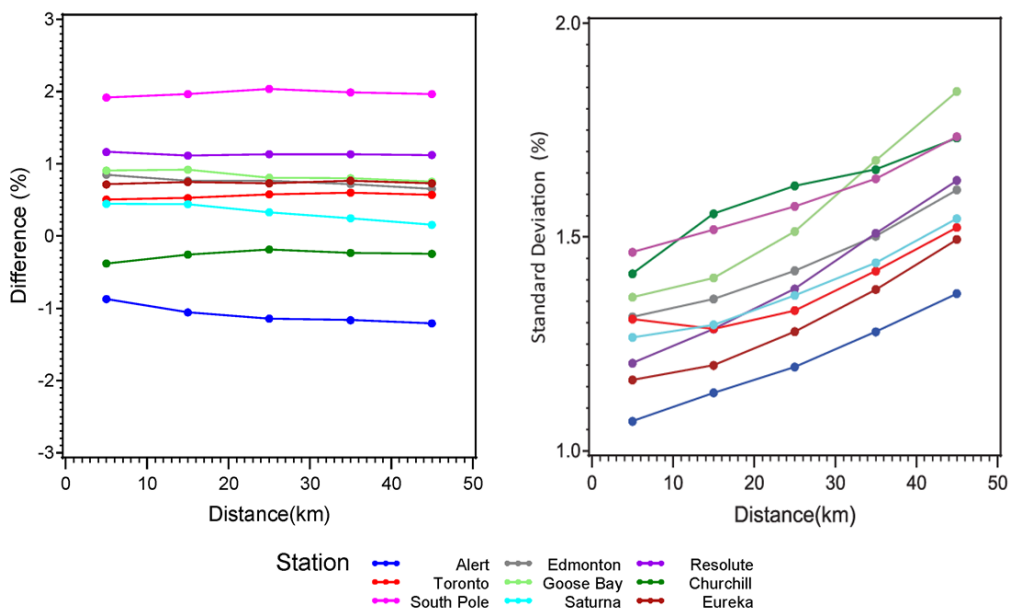 3
2
1
0
-1
-2
-3
Difference (%)
0 10 20 30 40 50
Distance(km)
2.0
1.5
1.0
Standard Deviation (%)
0 10 20 30 40 50
Distance(km)
Station
Alert Edmonton Resolute
Toronto Goose Bay Churchill
South Pole Saturna Eureka